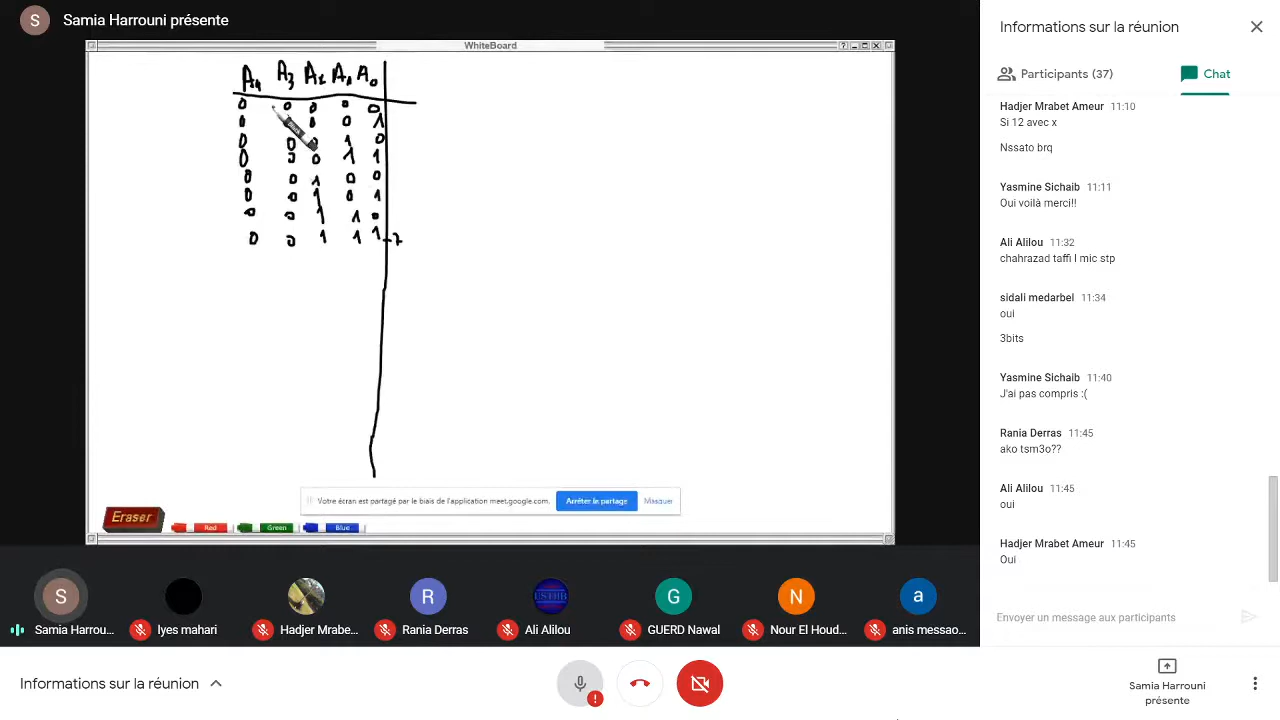 S Samia Harrouni présente
WhiteBoard
A4 A3 A2 A1 A0
0 0 0 0 0
0 0 0 1
0 0 0 1 0
0 0 0 1 1
0 0 1 0 0
0 0 1 0 1
0 0 1 1 0
0 0 1 1 1 - 7
Votre écran est partagé par le biais de l'application meet.google.com. Arrêter le partage Masquer
Eraser Red Green Blue
S
R
USTHB
G
N
a
Samia Harrou... lyes mahari Hadjer Mrabe... Rania Derras Ali Alilou GUERD Nawal Nour El Houd... anis messao...
Informations sur la réunion
!
Informations sur la réunion
Participants (37) Chat
Hadjer Mrabet Ameur 11:10
Si 12 avec x
Nssato brq
Yasmine Sichaib 11:11
Oui voilà merci!!
Ali Alilou 11:32
chahrazad taffi l mic stp
sidali medarbel 11:34
oui
3bits
Yasmine Sichaib 11:40
J'ai pas compris :(
Rania Derras 11:45
ako tsm3o??
Ali Alilou 11:45
oui
Hadjer Mrabet Ameur 11:45
Oui
Envoyer un message aux participants
Samia Harrouni
présente